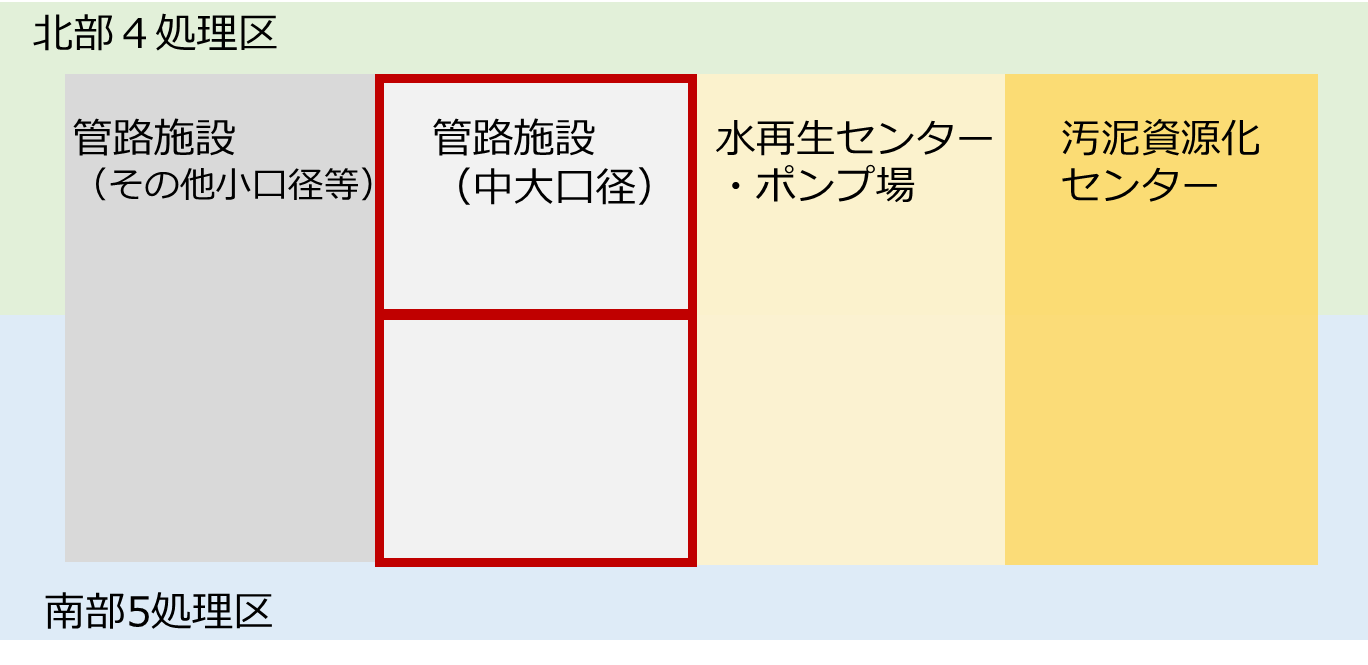 北部４処理区
管路施設
（その他小口径等）
管路施設
（中大口径）
水再生センター
・ポンプ場
汚泥資源化
センター
南部5処理区